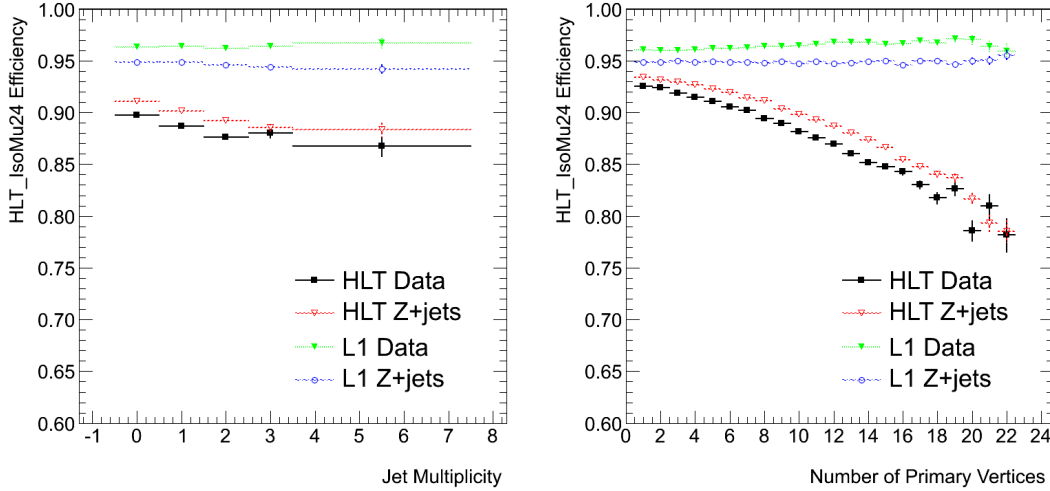 HLT_IsoMu24 Efficiency
1.00
0.95
0.90
0.85
0.80
0.75
0.70
0.65
0.60
HLT Data
HLT Z+jets
L1 Data
L1 Z+jets
-1 0 1 2 3 4 5 6 7 8
Jet Multiplicity
HLT_IsoMu24 Efficiency
1.00
0.95
0.90
0.85
0.80
0.75
0.70
0.65
0.60
HLT Data
HLT Z+jets
L1 Data
L1 Z+jets
0 2 4 6 8 10 12 14 16 18 20 22 24
Number of Primary Vertices